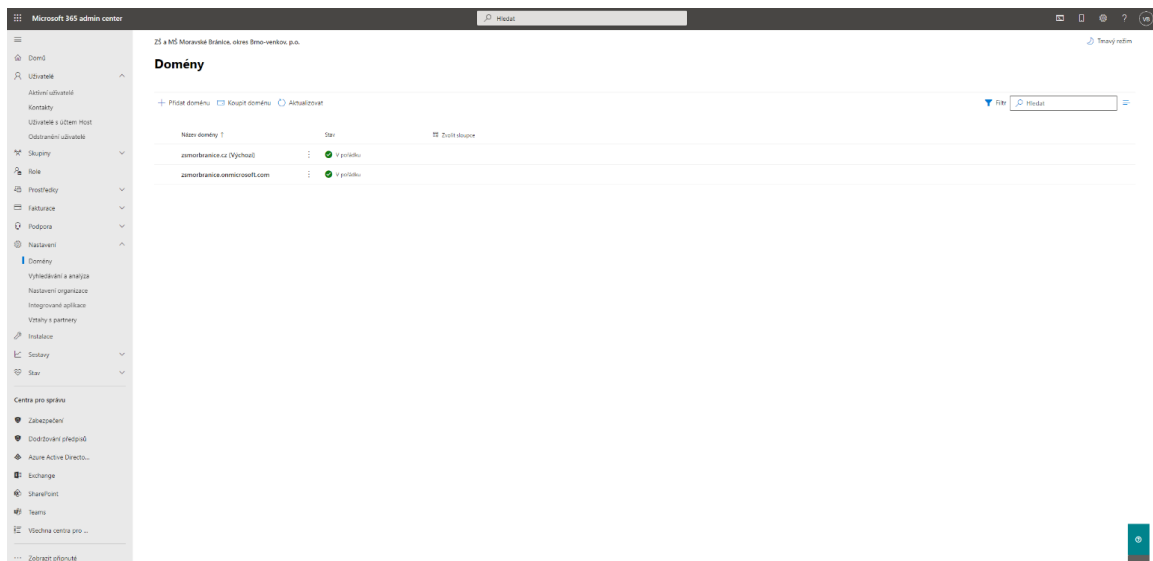 Microsoft 365 admin center
Hledat
?
VR
ZŠ a MŠ Moravské Bránice, okres Brno-venkov, p.o.
Tmavý režim
Domény
Domů
Uživatelé
Aktivní uživatelé
Kontakty
Uživatelé s účtem Host
Odstranění uživatelé
Skupiny
Role
Prostředky
Fakturace
Podpora
Nastavení
Domény
Vyhledávání a analýza
Nastavení organizace
Integrované aplikace
Vztahy s partnery
Instalace
Sestavy
Stav
Centra pro správu
Zabezpečení
Dodržování předpisů
Azure Active Directo...
Exchange
SharePoint
Teams
Všechna centra pro ...
Zobrazit připnuté
Přidat doménu Koupit doménu Aktualizovat
Filtr Hledat
Název domény ↑ Stav Zvolit sloupce
zsmorbranice.cz (Výchozí) V pořádku
zsmorbranice.onmicrosoft.com V pořádku